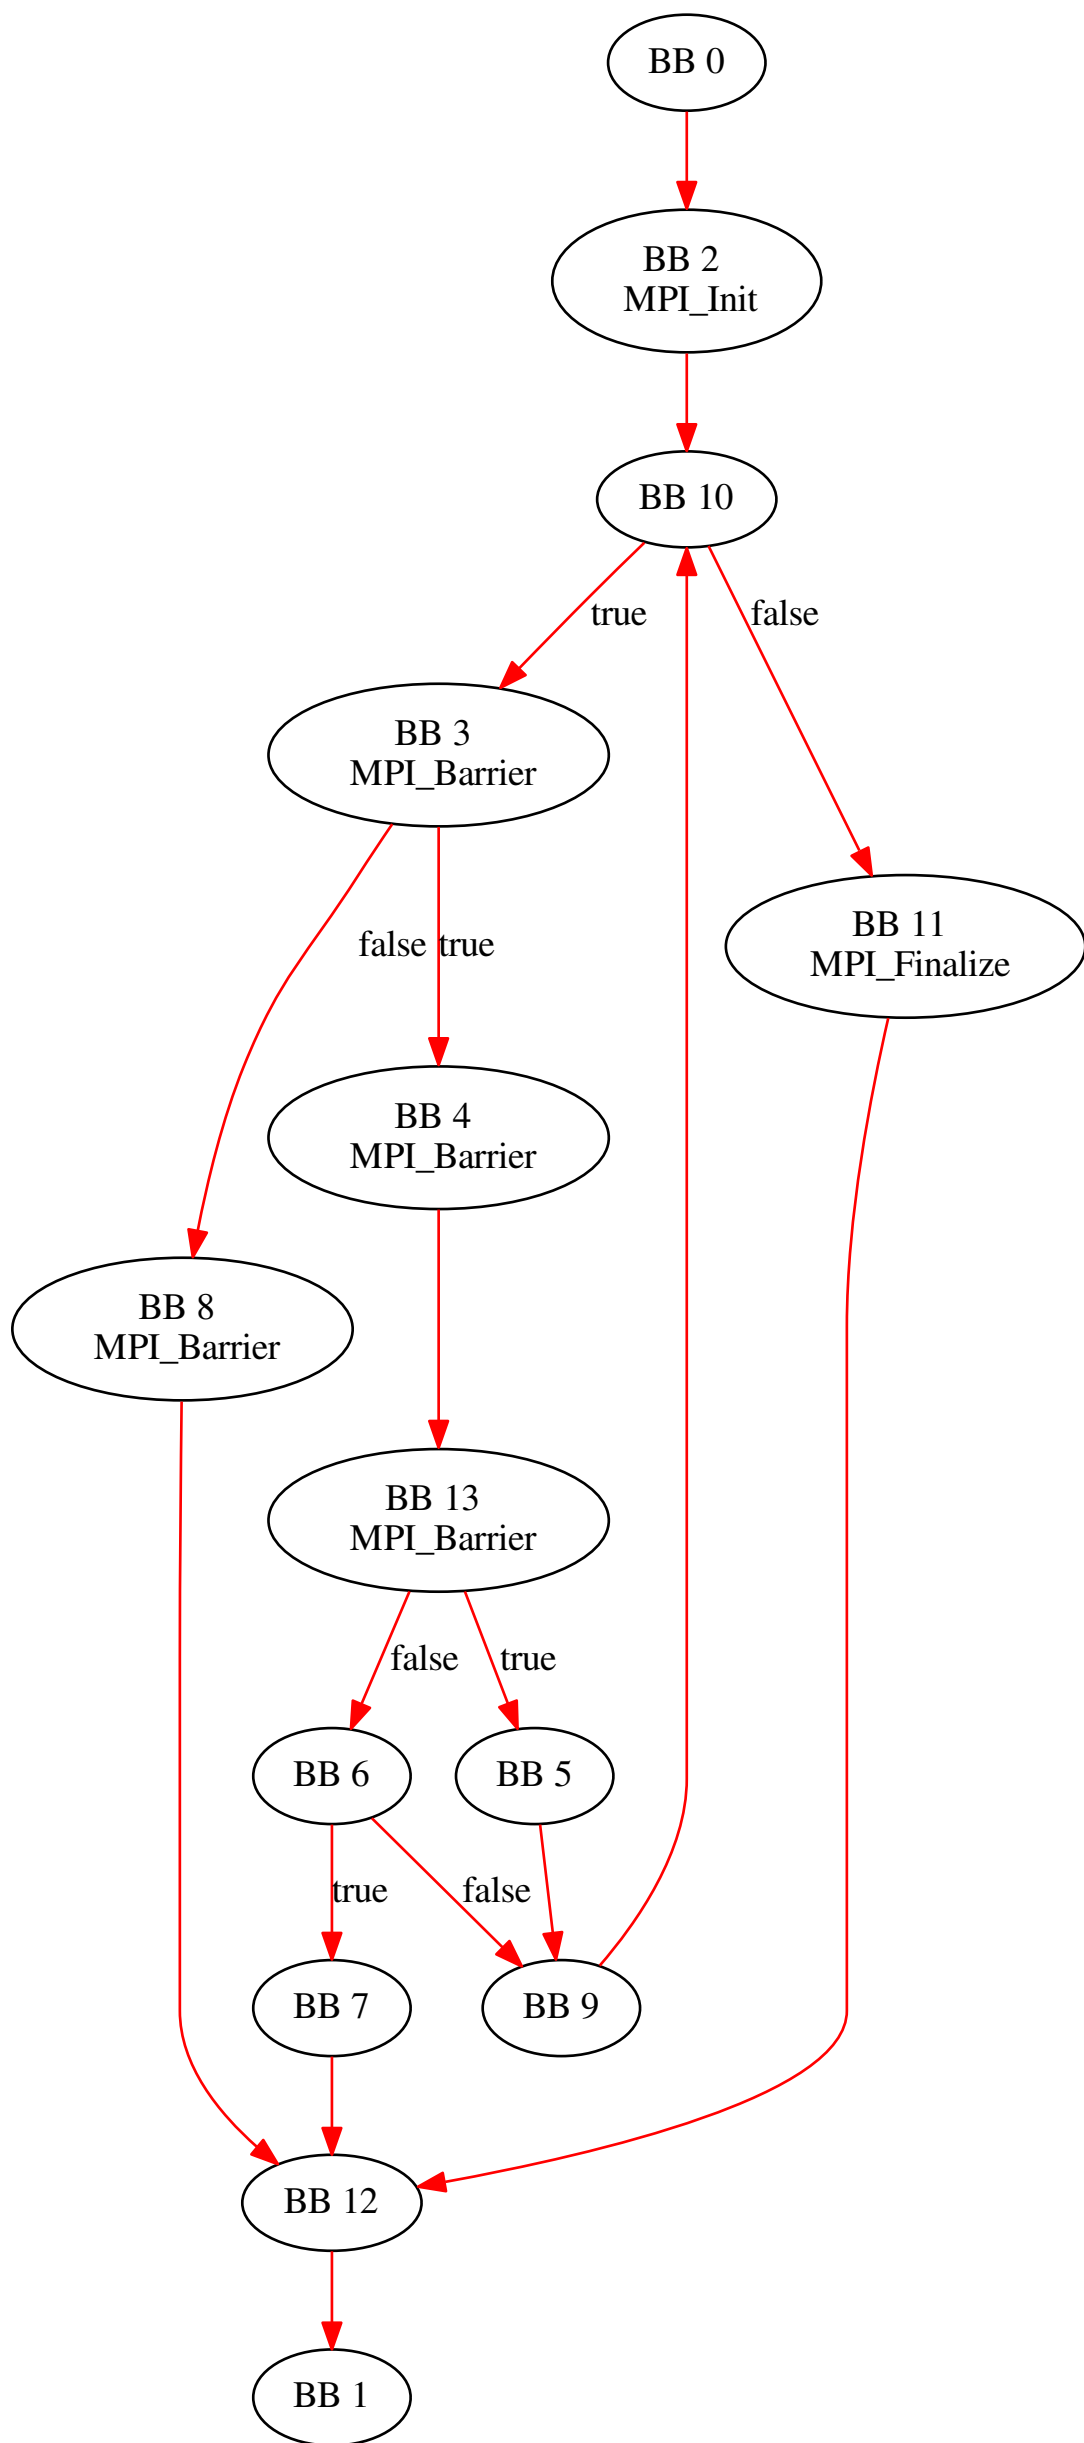 BB 0
BB 2
MPI_Init
BB 10
true
false
BB 3
MPI_Barrier
BB 11
MPI_Finalize
false
true
BB 4
MPI_Barrier
BB 8
MPI_Barrier
BB 13
MPI_Barrier
false
true
BB 6
BB 5
true
false
BB 7
BB 9
BB 12
BB 1